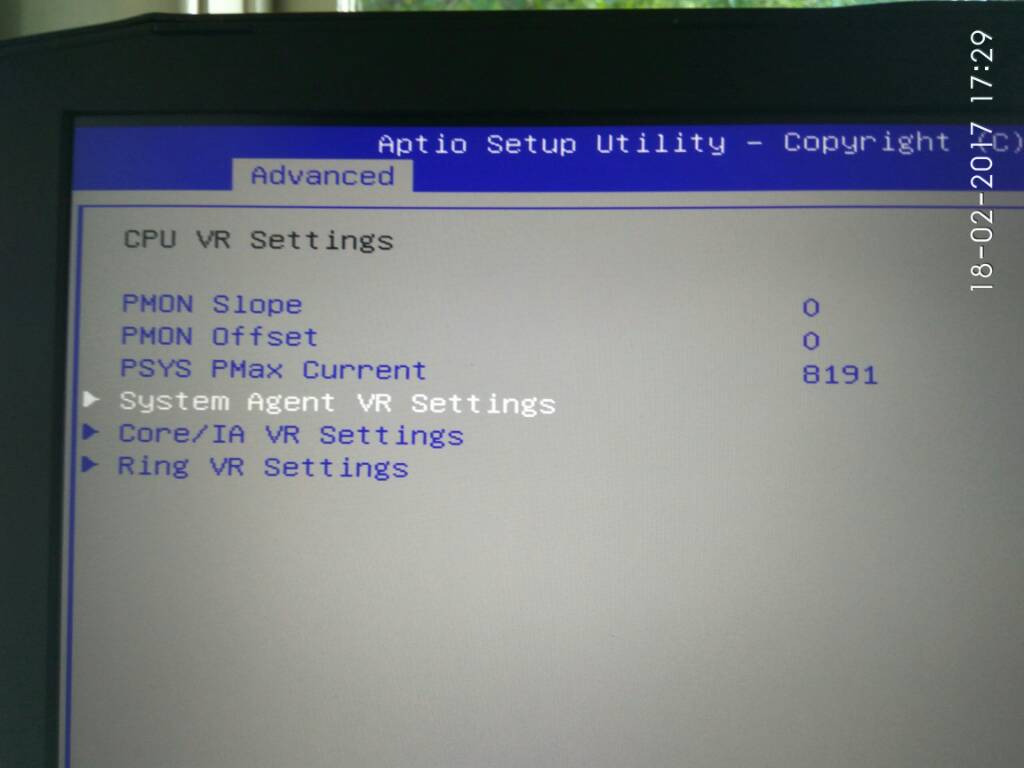 Aptio Setup Utility – Copyright (C)
Advanced
CPU VR Settings
PMON Slope 0
PMON Offset 0
PSYS PMax Current 8191
System Agent VR Settings
Core/IA VR Settings
Ring VR Settings
18-02-2017 17:29